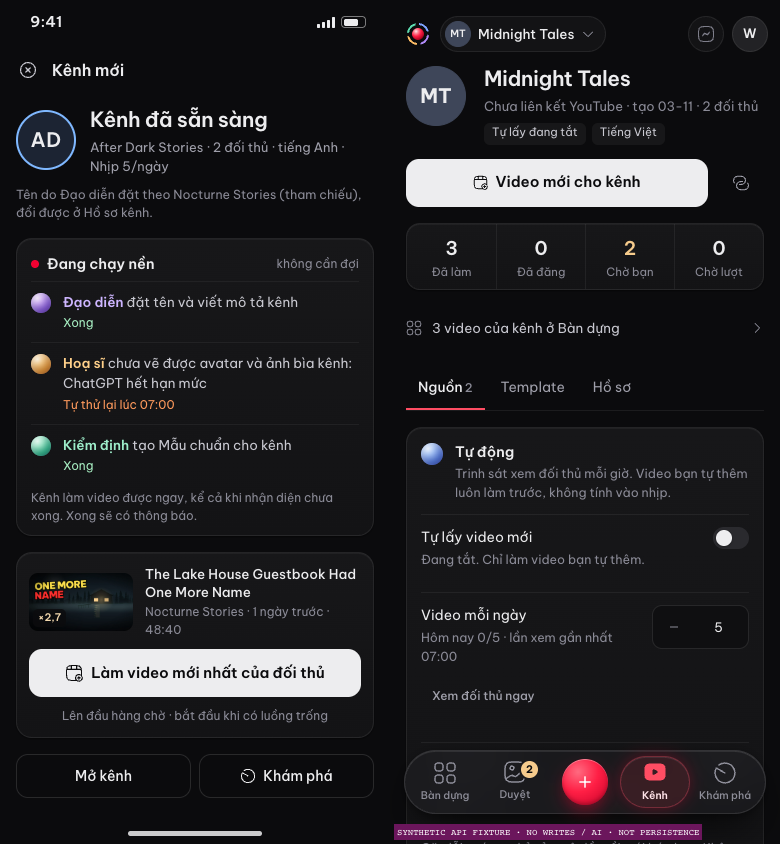 9:41
Kênh mới
AD
Kênh đã sẵn sàng
After Dark Stories · 2 đối thủ · tiếng Anh ·
Nhịp 5/ngày
Tên do Đạo diễn đặt theo Nocturne Stories (tham chiếu),
đổi được ở Hồ sơ kênh.
Đang chạy nền
không cần đợi
Đạo diễn đặt tên và viết mô tả kênh
Xong
Hoạ sĩ chưa vẽ được avatar và ảnh bìa kênh:
ChatGPT hết hạn mức
Tự thử lại lúc 07:00
Kiểm định tạo Mẫu chuẩn cho kênh
Xong
Kênh làm video được ngay, kể cả khi nhận diện chưa
xong. Xong sẽ có thông báo.
ONE MORE
NAME
×2,7
The Lake House Guestbook Had
One More Name
Nocturne Stories · 1 ngày trước ·
48:40
Làm video mới nhất của đối thủ
Lên đầu hàng chờ · bắt đầu khi có luồng trống
Mở kênh
Khám phá
MT
Midnight Tales
W
MT
Midnight Tales
Chưa liên kết YouTube · tạo 03-11 · 2 đối thủ
Tự lấy đang tắt
Tiếng Việt
Video mới cho kênh
3
Đã làm
0
Đã đăng
2
Chờ bạn
0
Chờ lượt
3 video của kênh ở Bàn dựng
Nguồn 2
Template
Hồ sơ
Tự động
Trinh sát xem đối thủ mỗi giờ. Video bạn tự thêm
luôn làm trước, không tính vào nhịp.
Tự lấy video mới
Đang tắt. Chỉ làm video bạn tự thêm.
Video mỗi ngày
Hôm nay 0/5 · lần xem gần nhất
07:00
− 5
Xem đối thủ ngay
Bàn dựng
2
Duyệt
+
Kênh
Khám phá
SYNTHETIC API FIXTURE · NO WRITES / AI · NOT PERSISTENCE